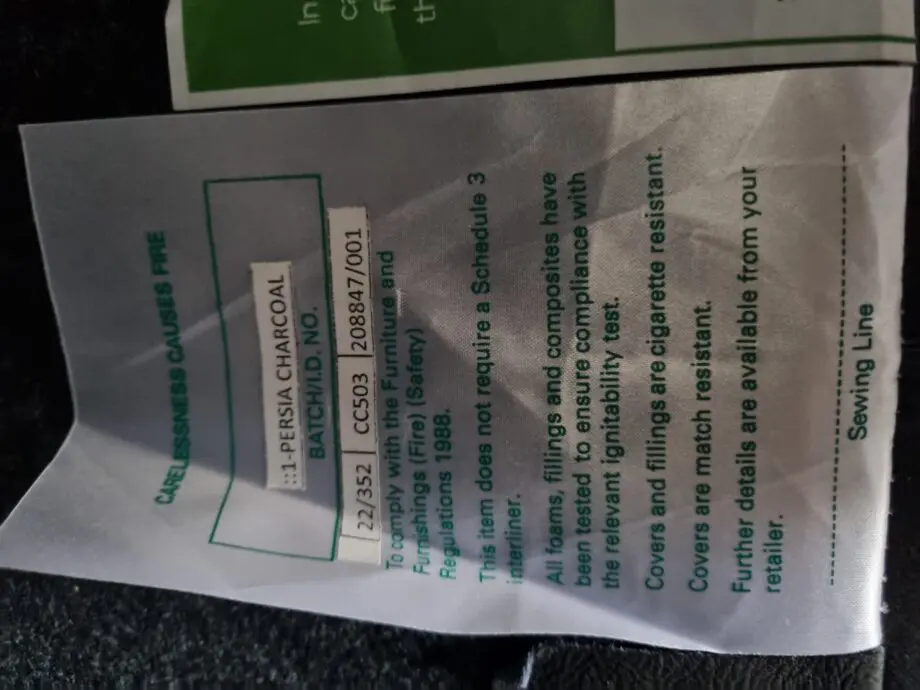 In
CARELESSNESS CAUSES FIRE
::1-PERSIA CHARCOAL
BATCH/I.D. NO.
22/352 CC503 208847/001
To comply with the Furniture and
Furnishings (Fire) (Safety)
Regulations 1988.
This item does not require a Schedule 3
interliner.
All foams, fillings and composites have
been tested to ensure compliance with
the relevant ignitability test.
Covers and fillings are cigarette resistant.
Covers are match resistant.
Further details are available from your
retailer.
Sewing Line